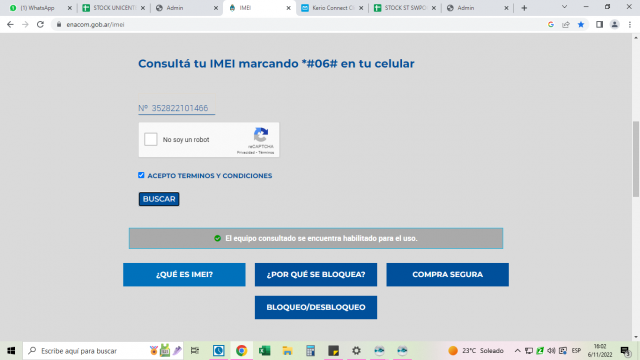 WhatsApp
STOCK UNICENT
Admin
IMEI
Kerio Connect Cl
STOCK ST SWPO
Admin
enacom.gob.ar/imei
Consultá tu IMEI marcando *#06# en tu celular
Nº 352822101466
No soy un robot
reCAPTCHA
Privacidad - Términos
ACEPTO TERMINOS Y CONDICIONES
BUSCAR
El equipo consultado se encuentra habilitado para el uso.
¿QUÉ ES IMEI?
¿POR QUÉ SE BLOQUEA?
COMPRA SEGURA
BLOQUEO/DESBLOQUEO
Escribe aquí para buscar
23°C Soleado
ESP
18:02
6/11/2022